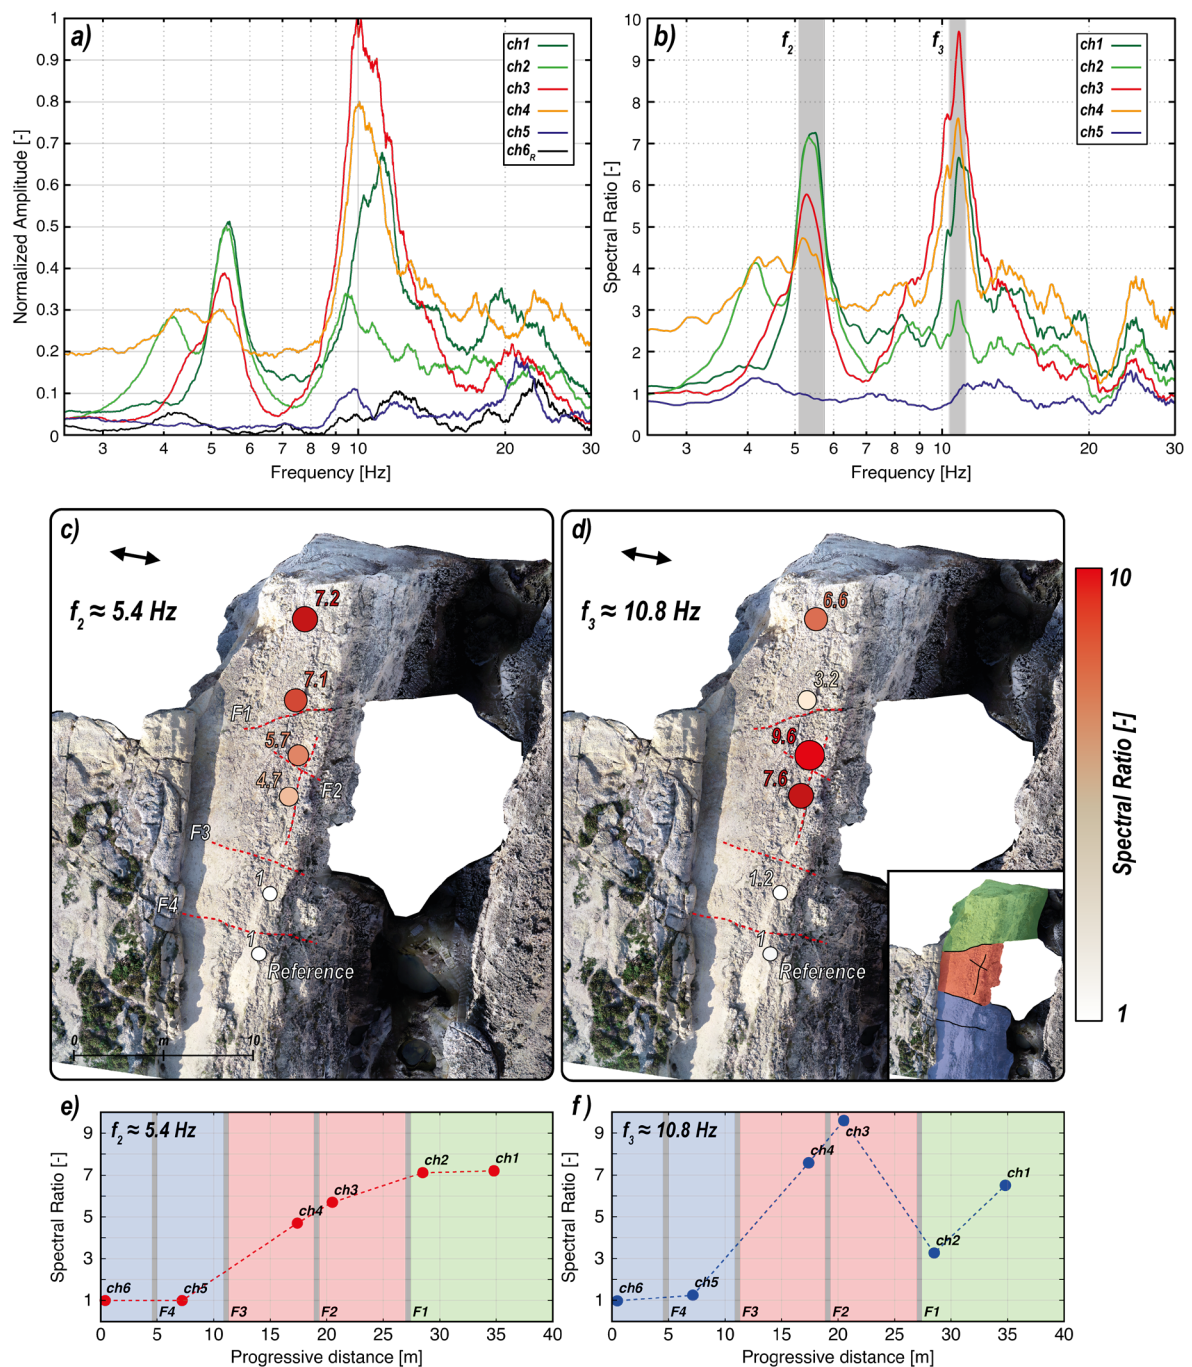 a)
Normalized Amplitude [-]
1
0.9
0.8
0.7
0.6
0.5
0.4
0.3
0.2
0.1
0
3 4 5 6 7 8 9 10 20 30
Frequency [Hz]
ch1
ch2
ch3
ch4
ch5
ch6R
b)
Spectral Ratio [-]
10
9
8
7
6
5
4
3
2
1
0
3 4 5 6 7 8 9 10 20 30
Frequency [Hz]
f2
f3
ch1
ch2
ch3
ch4
ch5
c)
f2 ≈ 5.4 Hz
7.2
7.1
F1
5.7
4.7
F2
F3
1
F4
1
Reference
0 m 10
d)
f3 ≈ 10.8 Hz
6.6
3.2
9.6
7.6
1.2
1
Reference
10
Spectral Ratio [-]
1
e)
f2 ≈ 5.4 Hz
Spectral Ratio [-]
9
7
5
3
1
ch6
ch5
ch4
ch3
ch2
ch1
F4
F3
F2
F1
0 5 10 15 20 25 30 35 40
Progressive distance [m]
f)
f3 ≈ 10.8 Hz
Spectral Ratio [-]
9
7
5
3
1
ch6
ch5
ch4
ch3
ch2
ch1
F4
F3
F2
F1
0 5 10 15 20 25 30 35 40
Progressive distance [m]